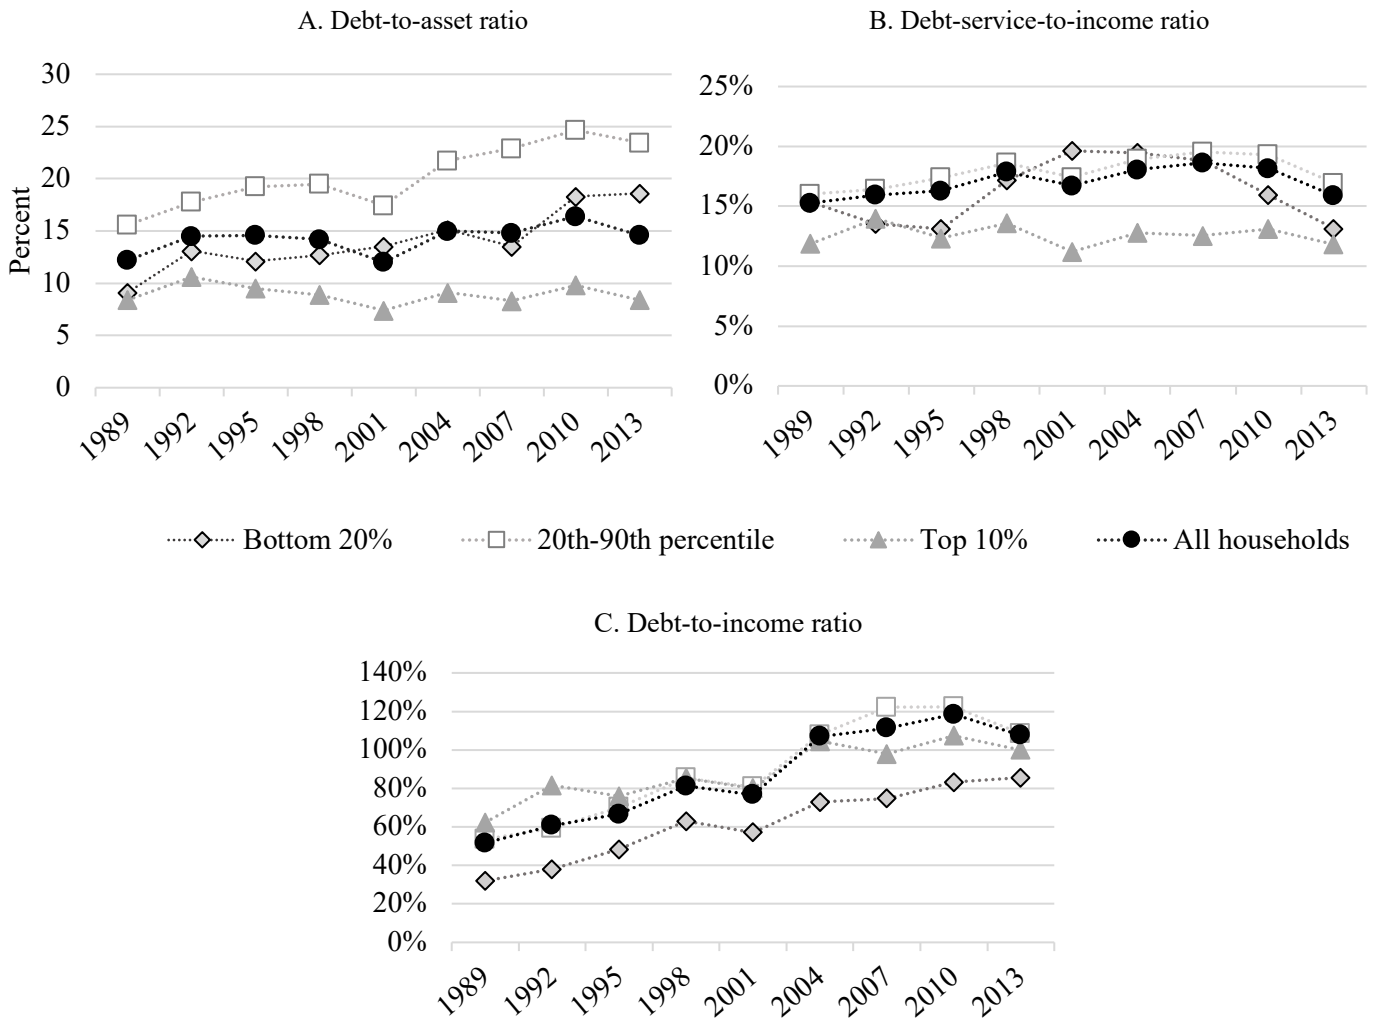 A. Debt-to-asset ratio
Percent
30
25
20
15
10
5
0
1989 1992 1995 1998 2001 2004 2007 2010 2013
B. Debt-service-to-income ratio
25%
20%
15%
10%
5%
0%
1989 1992 1995 1998 2001 2004 2007 2010 2013
Bottom 20% 20th-90th percentile Top 10% All households
C. Debt-to-income ratio
140%
120%
100%
80%
60%
40%
20%
0%
1989 1992 1995 1998 2001 2004 2007 2010 2013